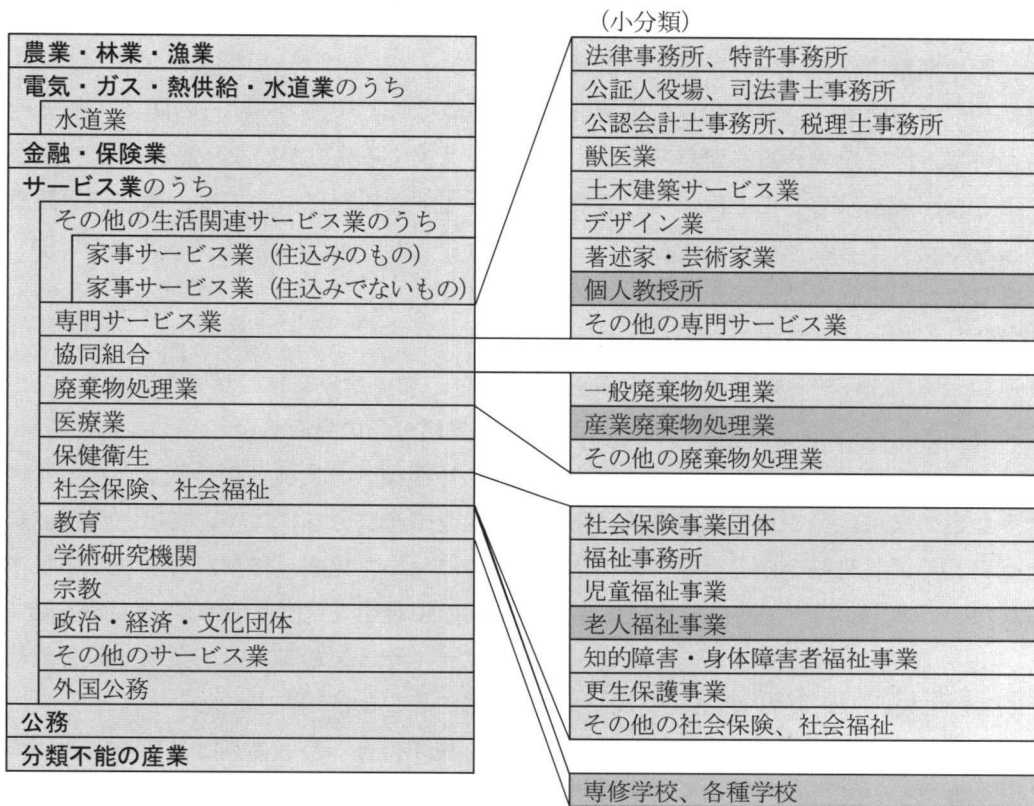 農業・林業・漁業
電気・ガス・熱供給・水道業のうち
水道業
金融・保険業
サービス業のうち
その他の生活関連サービス業のうち
家事サービス業（住込みのもの）
家事サービス業（住込みでないもの）
専門サービス業
協同組合
廃棄物処理業
医療業
保健衛生
社会保険、社会福祉
教育
学術研究機関
宗教
政治・経済・文化団体
その他のサービス業
外国公務
公務
分類不能の産業
（小分類）
法律事務所、特許事務所
公証人役場、司法書士事務所
公認会計士事務所、税理士事務所
獣医業
土木建築サービス業
デザイン業
著述家・芸術家業
個人教授所
その他の専門サービス業
一般廃棄物処理業
産業廃棄物処理業
その他の廃棄物処理業
社会保険事業団体
福祉事務所
児童福祉事業
老人福祉事業
知的障害・身体障害者福祉事業
更生保護事業
その他の社会保険、社会福祉
専修学校、各種学校